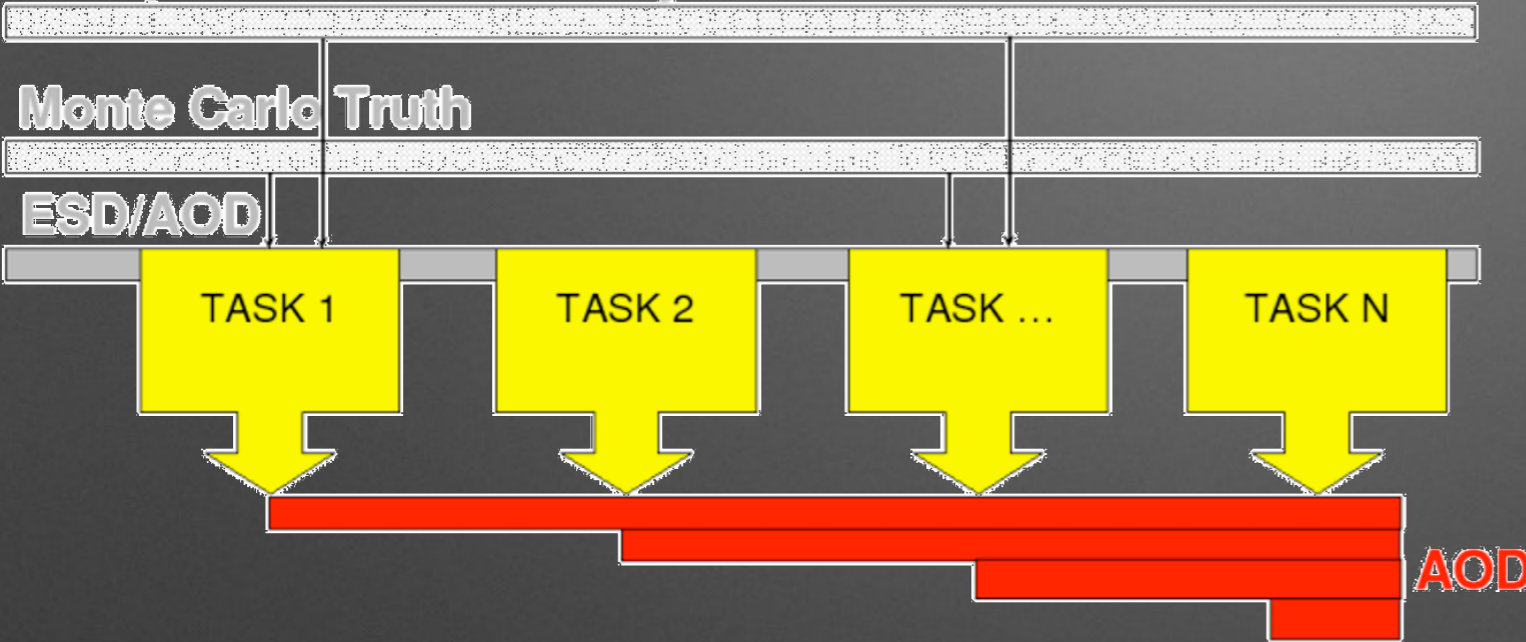 Monte Carlo Truth
ESD/AOD
TASK 1
TASK 2
TASK …
TASK N
AOD